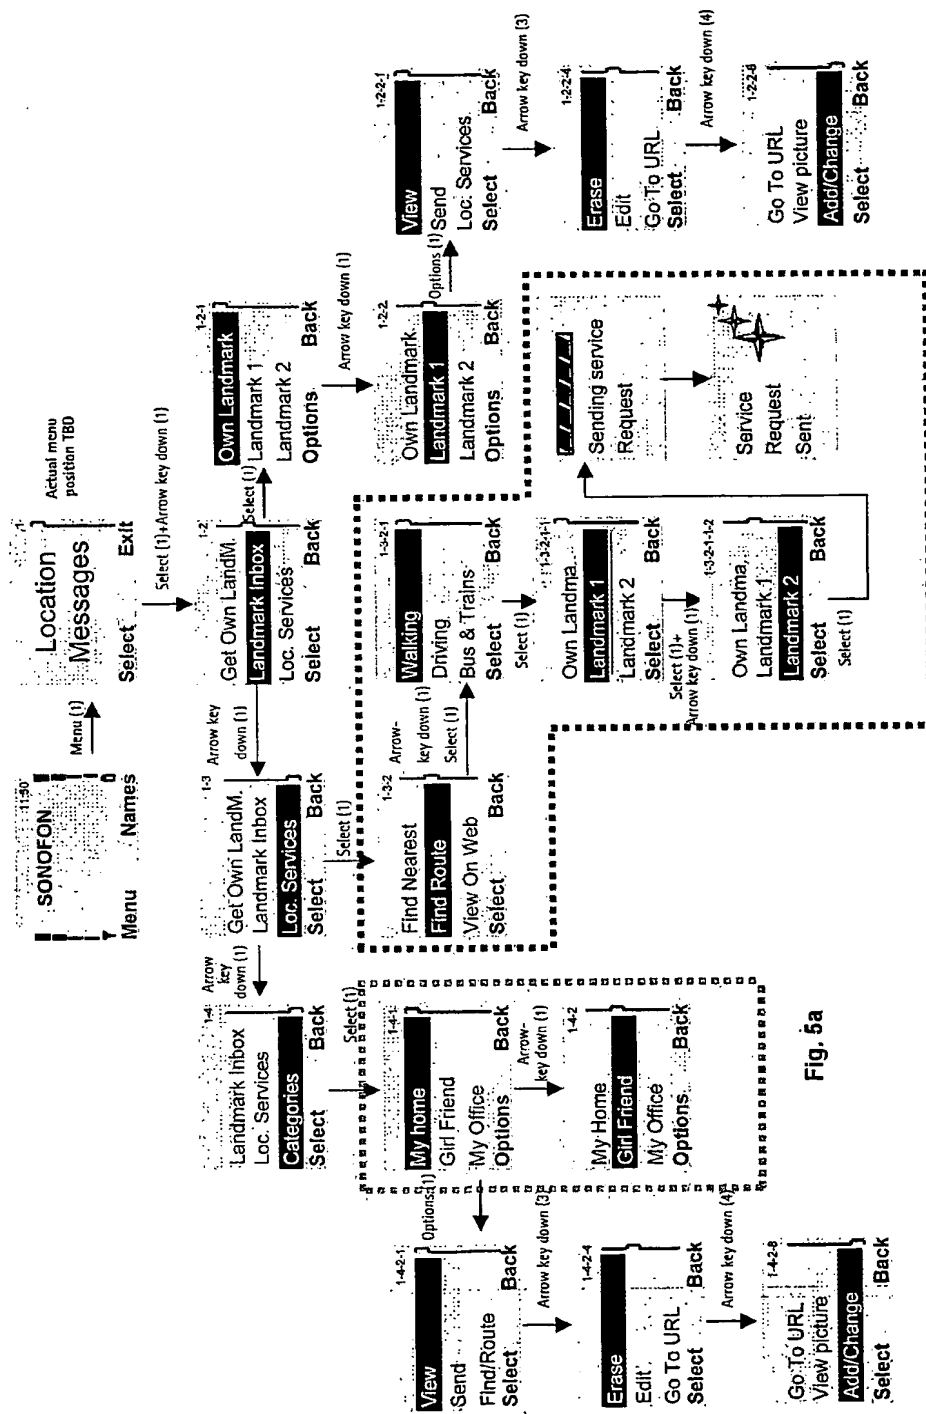 11:50
SONOFON
Menu Names
Menu (1)
1
Location
Messages
Select Exit
Actual menu
position TBD
Select (1)+Arrow key down (1)
1-2
Get Own LandM.
Landmark Inbox
Loc. Services
Select Back
Select (1)
1-2-1
Own Landmark
Landmark 1
Landmark 2
Options Back
Arrow key down (1)
1-2-2
Own Landmark
Landmark 1
Landmark 2
Options Back
Options (1)
1-2-2-1
View
Send
Loc. Services
Select Back
Arrow key down (3)
1-2-2-4
Erase
Edit
Go To URL
Select Back
Arrow key down (4)
1-2-2-8
Go To URL
View picture
Add/Change
Select Back
Arrow key
down (1)
1-3
Get Own LandM.
Landmark Inbox
Loc. Services
Select Back
Select (1)
1-3-2
Find Nearest
Find Route
View On Web
Select Back
Arrow-
key down (1)
Select (1)
1-3-2-1
Walking
Driving
Bus & Trains
Select Back
Select (1)
1-3-2-1-1
Own Landma..
Landmark 1
Landmark 2
Select Back
Select (1)+
Arrow key down (1)
1-3-2-1-1-2
Own Landma..
Landmark 1
Landmark 2
Select Back
Select (1)
Sending service
Request
Service
Request
Sent
Arrow
key
down (1)
1-4
Landmark Inbox
Loc. Services
Categories
Select Back
Select (1)
1-4-1
My home
Girl Friend
My Office
Options Back
Arrow-
key down (1)
1-4-2
My Home
Girl Friend
My Office
Options Back
Options (1)
1-4-2-1
View
Send
Find/Route
Select Back
Arrow key down (3)
1-4-2-4
Erase
Edit
Go To URL
Select Back
Arrow key down (4)
1-4-2-8
Go To URL
View picture
Add/Change
Select Back
Fig. 5a